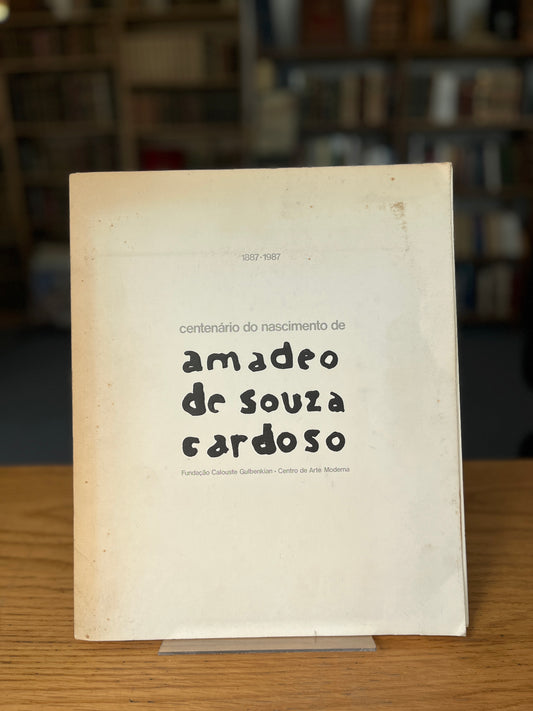 1887-1987
centenário do nascimento de
amadeo
de souza
cardoso
Fundação Calouste Gulbenkian • Centro de Arte Moderna